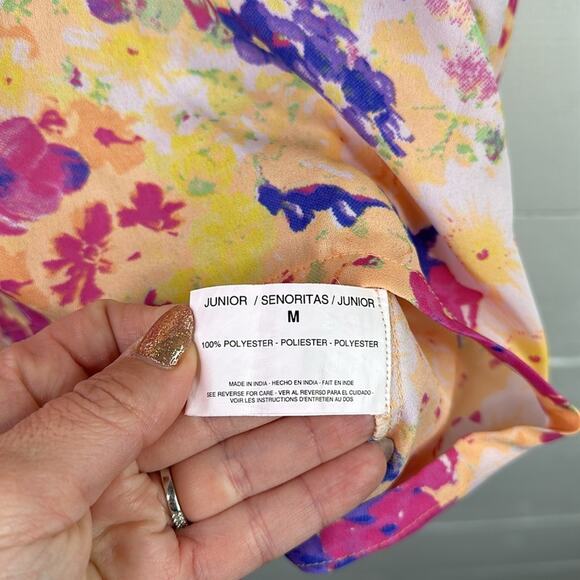 JUNIOR / SENORITAS / JUNIOR
M
100% POLYESTER - POLIESTER - POLYESTER
MADE IN INDIA - HECHO EN INDIA - FAIT EN INDE
SEE REVERSE FOR CARE - VER AL REVERSO PARA EL CUIDADO -
VOIR LES INSTRUCTIONS D'ENTRETIEN AU DOS